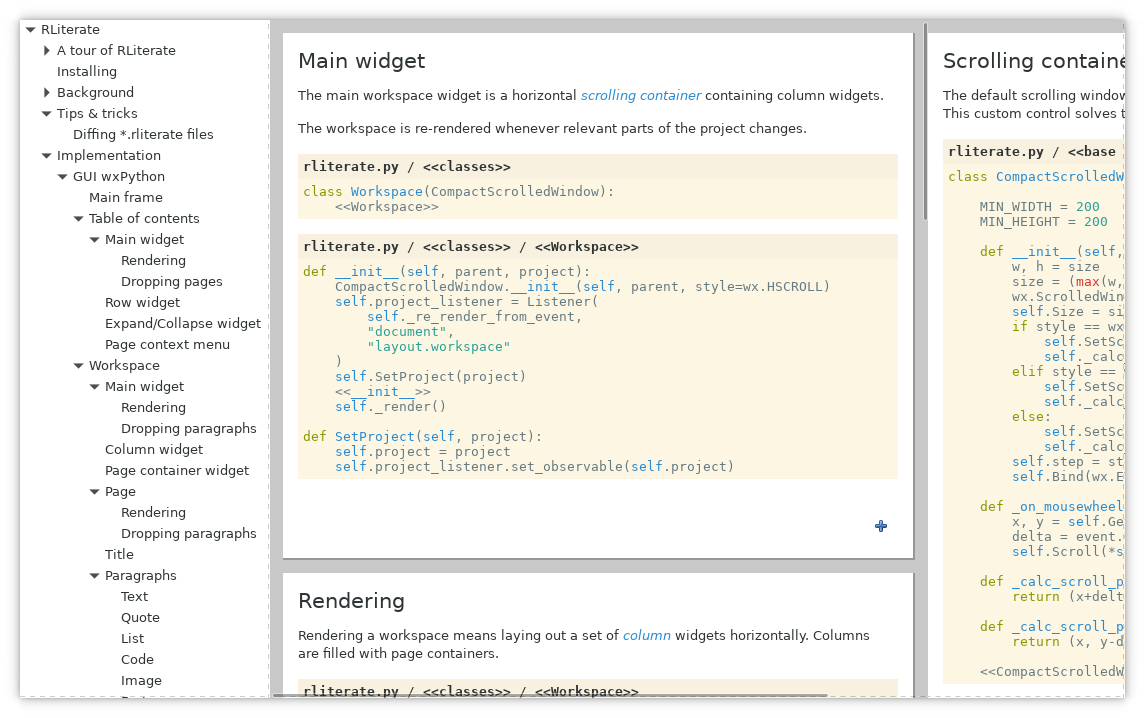 RLiterate
A tour of RLiterate
Installing
Background
Tips & tricks
Diffing *.rliterate files
Implementation
GUI wxPython
Main frame
Table of contents
Main widget
Rendering
Dropping pages
Row widget
Expand/Collapse widget
Page context menu
Workspace
Main widget
Rendering
Dropping paragraphs
Column widget
Page container widget
Page
Rendering
Dropping paragraphs
Title
Paragraphs
Text
Quote
List
Code
Image
Main widget
The main workspace widget is a horizontal scrolling container containing column widgets.
The workspace is re-rendered whenever relevant parts of the project changes.
rliterate.py / <<classes>>
class Workspace(CompactScrolledWindow):
    <<Workspace>>
rliterate.py / <<classes>> / <<Workspace>>
def __init__(self, parent, project):
    CompactScrolledWindow.__init__(self, parent, style=wx.HSCROLL)
    self.project_listener = Listener(
        self._re_render_from_event,
        "document",
        "layout.workspace"
    )
    self.SetProject(project)
    <<__init__>>
    self._render()
def SetProject(self, project):
    self.project = project
    self.project_listener.set_observable(self.project)
Rendering
Rendering a workspace means laying out a set of column widgets horizontally. Columns
are filled with page containers.
rliterate.py / <<classes>> / <<Workspace>>
Scrolling containe
The default scrolling window
This custom control solves t
rliterate.py / <<base
class CompactScrolledW
    MIN_WIDTH = 200
    MIN_HEIGHT = 200
    def __init__(self,
        w, h = size
        size = (max(w,
        wx.ScrolledWin
        self.Size = si
        if style == wx
            self.SetSc
            self._calc
        elif style ==
            self.SetSc
            self._calc
        else:
            self.SetSc
            self._calc
        self.step = st
        self.Bind(wx.E
    def _on_mousewheel
        x, y = self.Ge
        delta = event.
        self.Scroll(*s
    def _calc_scroll_p
        return (x+delt
    def _calc_scroll_p
        return (x, y-d
    <<CompactScrolledW